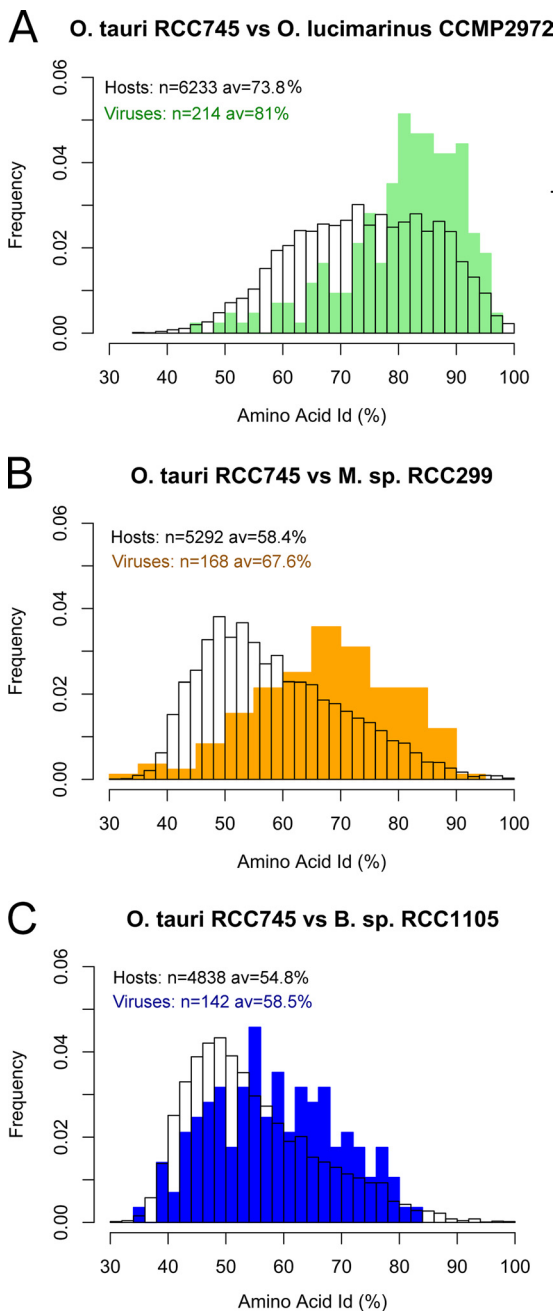 A
O. tauri RCC745 vs O. lucimarinus CCMP2972
Hosts: n=6233 av=73.8%
Viruses: n=214 av=81%
Frequency
0.00
0.02
0.04
0.06
30 40 50 60 70 80 90 100
Amino Acid Id (%)
B
O. tauri RCC745 vs M. sp. RCC299
Hosts: n=5292 av=58.4%
Viruses: n=168 av=67.6%
Frequency
0.00
0.02
0.04
0.06
30 40 50 60 70 80 90 100
Amino Acid Id (%)
C
O. tauri RCC745 vs B. sp. RCC1105
Hosts: n=4838 av=54.8%
Viruses: n=142 av=58.5%
Frequency
0.00
0.02
0.04
0.06
30 40 50 60 70 80 90 100
Amino Acid Id (%)